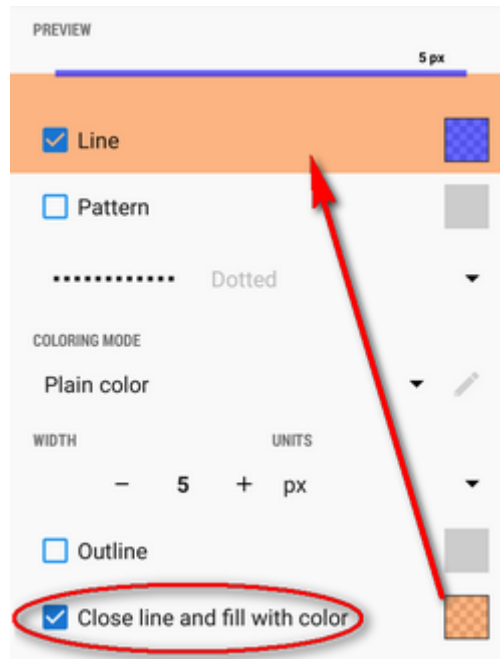 PREVIEW
5 px
Line
Pattern
Dotted
COLORING MODE
Plain color
WIDTH UNITS
− 5 + px
Outline
Close line and fill with color